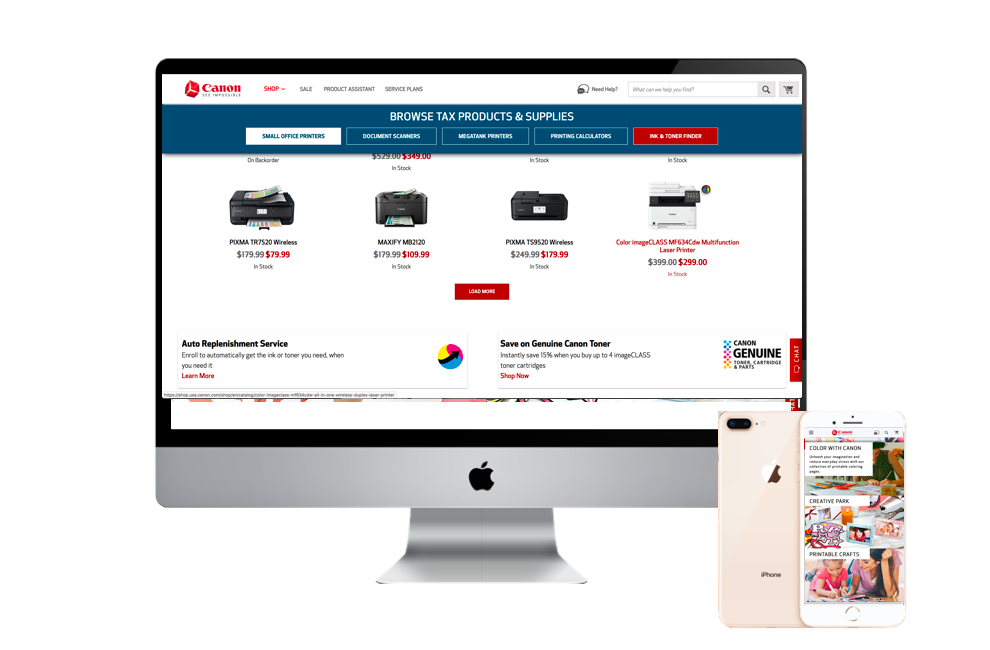 Canon
SEE IMPOSSIBLE
SHOP
SALE
PRODUCT ASSISTANT
SERVICE PLANS
Need Help?
What can we help you find?
BROWSE TAX PRODUCTS & SUPPLIES
SMALL OFFICE PRINTERS
DOCUMENT SCANNERS
MEGATANK PRINTERS
PRINTING CALCULATORS
INK & TONER FINDER
On Backorder
$529.00 $349.00
In Stock
In Stock
In Stock
PIXMA TR7520 Wireless
$179.99 $79.99
In Stock
MAXIFY MB2120
$179.99 $109.99
In Stock
PIXMA TS9520 Wireless
$249.99 $179.99
In Stock
Color imageCLASS MF634Cdw Multifunction
Laser Printer
$399.00 $299.00
In Stock
LOAD MORE
Auto Replenishment Service
Enroll to automatically get the ink or toner you need, when
you need it
Learn More
Save on Genuine Canon Toner
Instantly save 15% when you buy up to 4 imageCLASS
toner cartridges
Shop Now
CANON
GENUINE
TONER, CARTRIDGE
& PARTS
CHAT
https://shop.usa.canon.com/shop/en/catalog/color-imageclass-mf634cdw-all-in-one-wireless-duplex-laser-printer
iPhone
Canon
COLOR WITH CANON
Unleash your imagination and
reduce everyday stress with our
collection of printable coloring
pages.
CREATIVE PARK
PRINTABLE CRAFTS